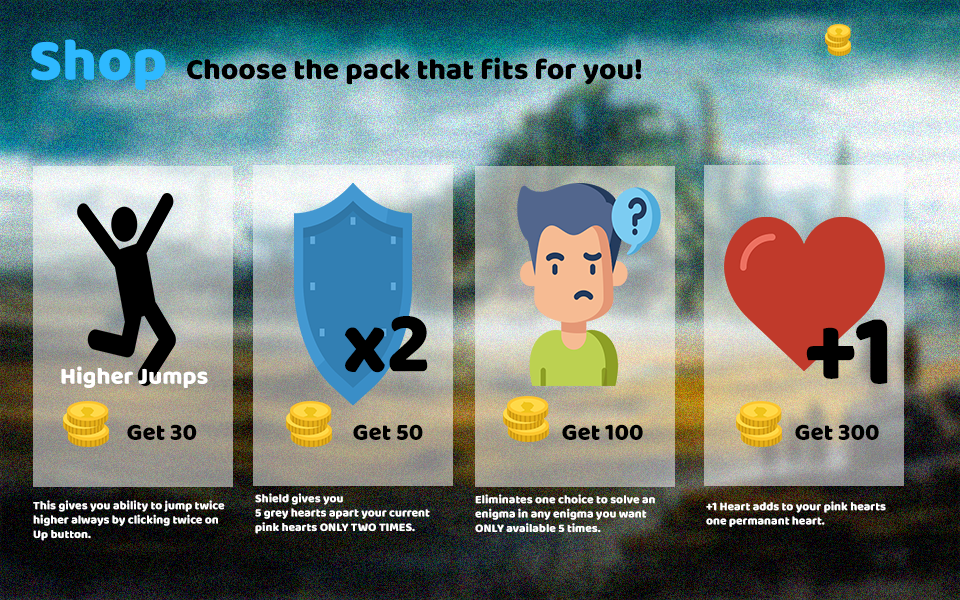 Shop
Choose the pack that fits for you!
?
Higher Jumps
Get 30
This gives you ability to jump twice
higher always by clicking twice on
Up button.
x2
Get 50
Shield gives you
5 grey hearts apart your current
pink hearts ONLY TWO TIMES.
Get 100
Eliminates one choice to solve an
enigma in any enigma you want
ONLY available 5 times.
+1
Get 300
+1 Heart adds to your pink hearts
one permanant heart.